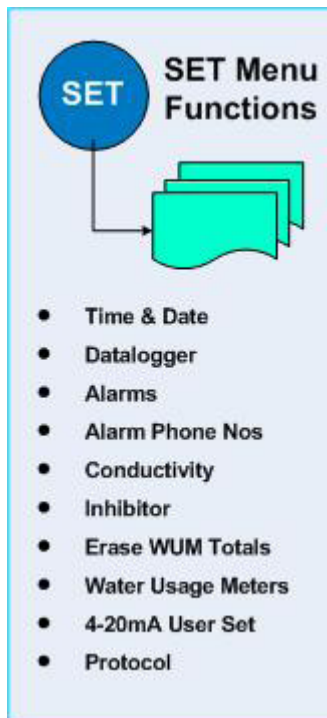 SET
SET Menu
Functions
Time & Date
Datalogger
Alarms
Alarm Phone Nos
Conductivity
Inhibitor
Erase WUM Totals
Water Usage Meters
4-20mA User Set
Protocol